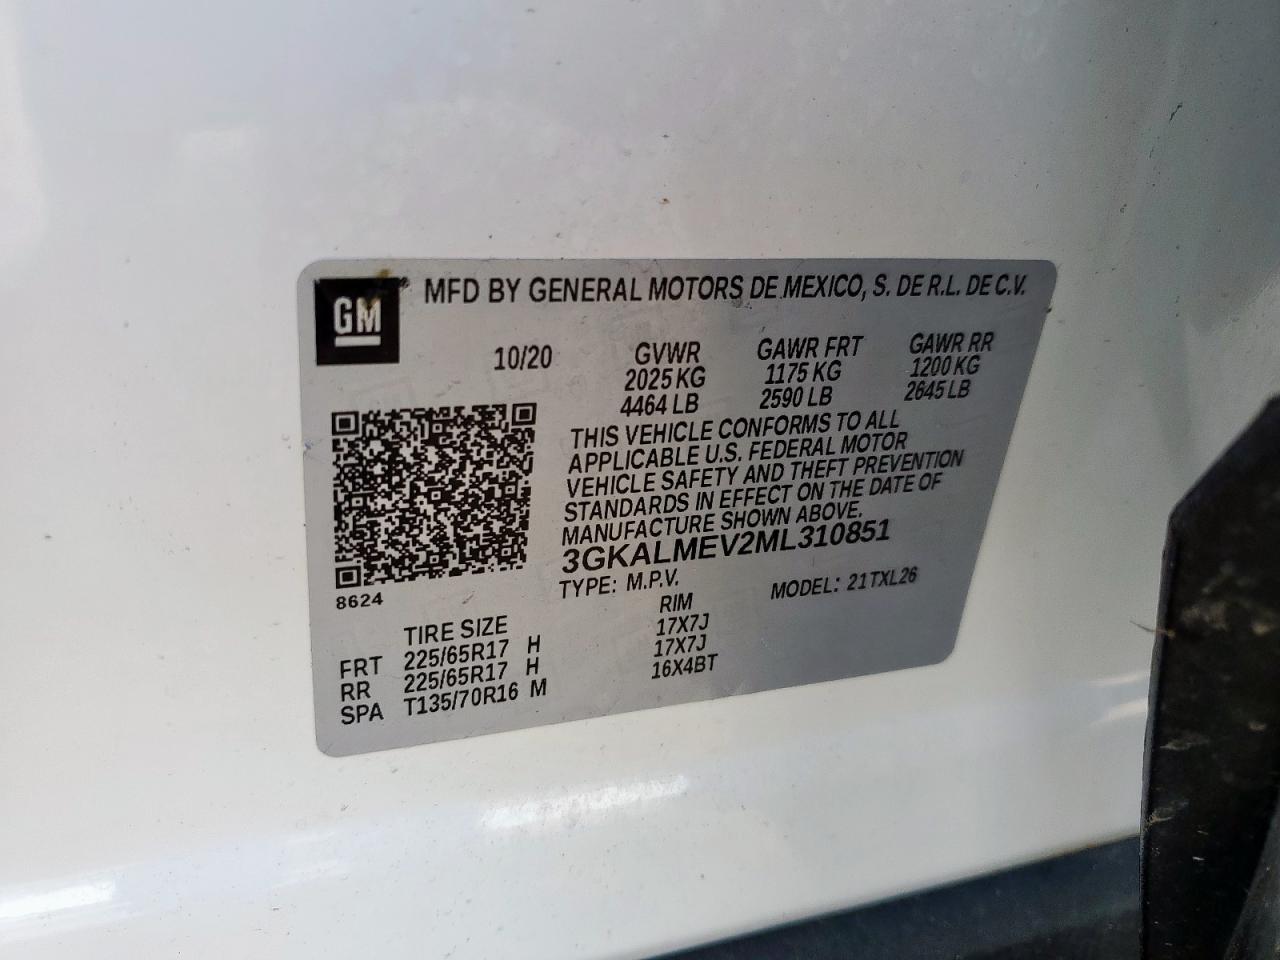 GM
MFD BY GENERAL MOTORS DE MEXICO, S. DE R.L. DE C.V.
10/20 GVWR GAWR FRT GAWR RR
2025 KG 1175 KG 1200 KG
4464 LB 2590 LB 2645 LB
THIS VEHICLE CONFORMS TO ALL
APPLICABLE U.S. FEDERAL MOTOR
VEHICLE SAFETY AND THEFT PREVENTION
STANDARDS IN EFFECT ON THE DATE OF
MANUFACTURE SHOWN ABOVE.
3GKALMEV2ML310851
TYPE: M.P.V. MODEL: 21TXL26
8624
TIRE SIZE RIM
FRT 225/65R17 H 17X7J
RR 225/65R17 H 17X7J
SPA T135/70R16 M 16X4BT